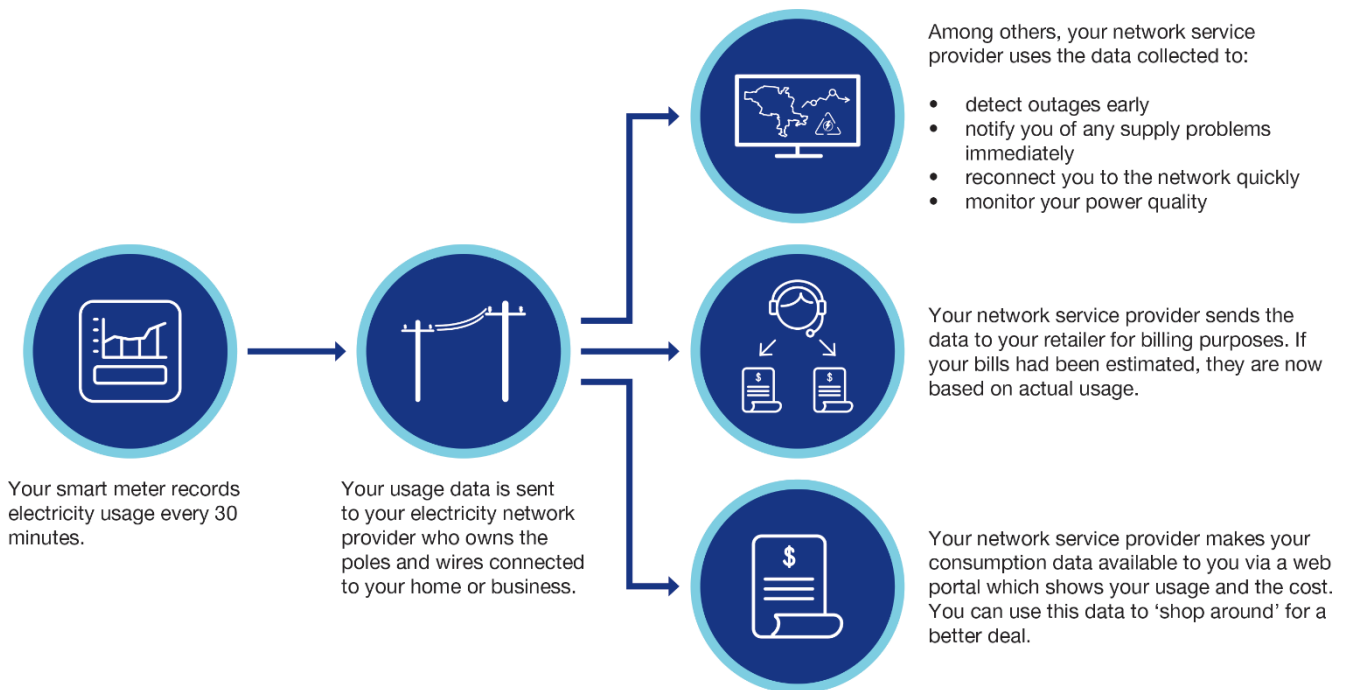 Among others, your network service
provider uses the data collected to:
• detect outages early
• notify you of any supply problems
immediately
• reconnect you to the network quickly
• monitor your power quality
$ $
Your network service provider sends the
data to your retailer for billing purposes. If
your bills had been estimated, they are now
based on actual usage.
Your smart meter records
electricity usage every 30
minutes.
Your usage data is sent
to your electricity network
provider who owns the
poles and wires connected
to your home or business.
$
Your network service provider makes your
consumption data available to you via a web
portal which shows your usage and the cost.
You can use this data to ‘shop around’ for a
better deal.